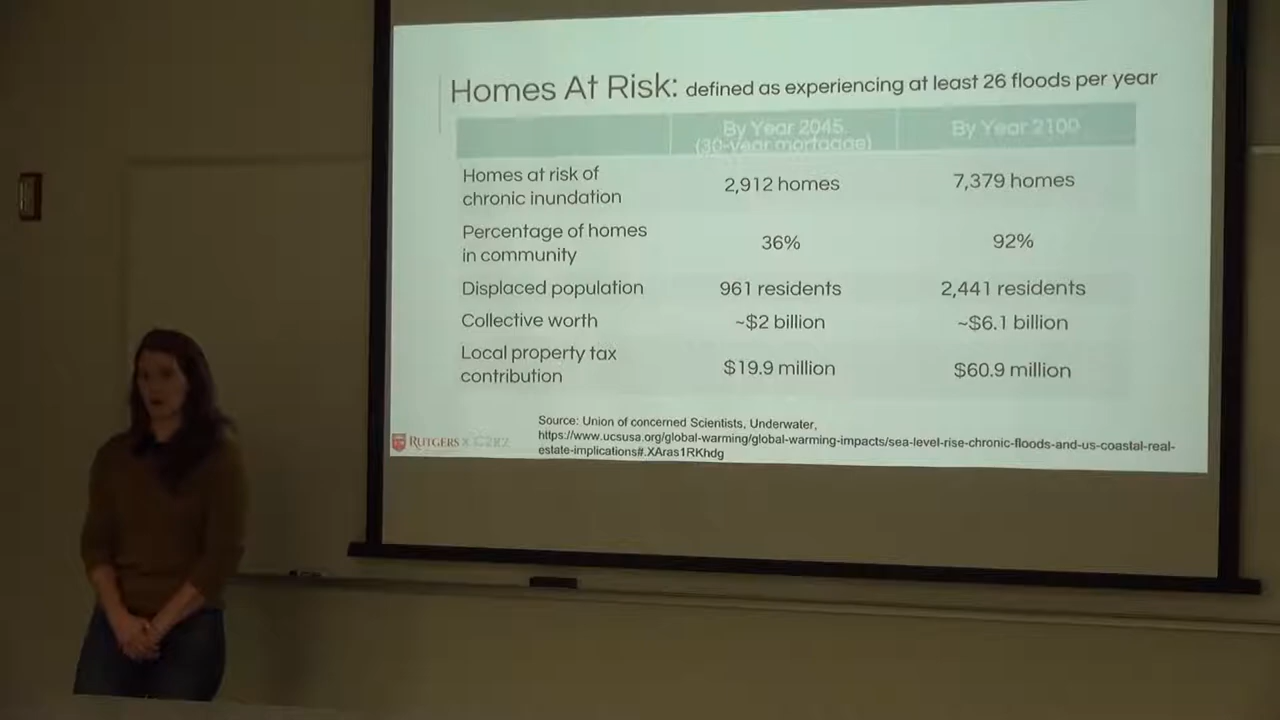 Homes At Risk: defined as experiencing at least 26 floods per year
By Year 2045 By Year 2100
(30-year mortgage)
Homes at risk of
chronic inundation 2,912 homes 7,379 homes
Percentage of homes
in community 36% 92%
Displaced population 961 residents 2,441 residents
Collective worth ~$2 billion ~$6.1 billion
Local property tax
contribution $19.9 million $60.9 million
Source: Union of concerned Scientists, Underwater,
https://www.ucsusa.org/global-warming/global-warming-impacts/sea-level-rise-chronic-floods-and-us-coastal-real-
estate-implications#.XAras1RKhdg
RUTGERS X C2R2